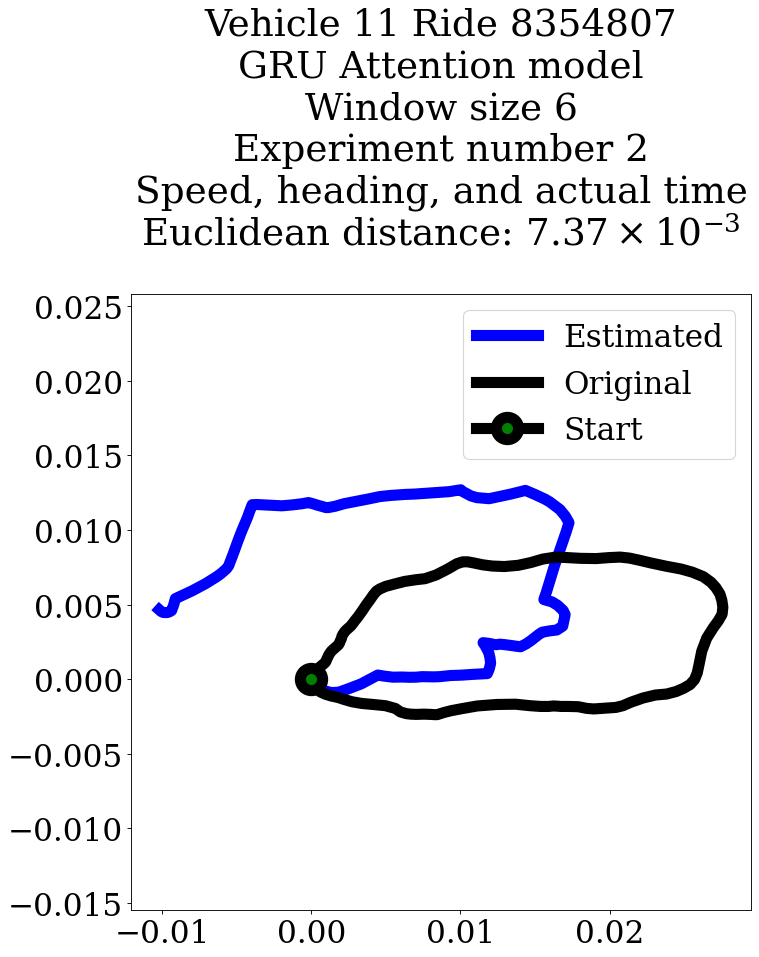 Vehicle 11 Ride 8354807
GRU Attention model
Window size 6
Experiment number 2
Speed, heading, and actual time
Euclidean distance: 7.37 × 10⁻³
0.025
0.020
0.015
0.010
0.005
0.000
−0.005
−0.010
−0.015
Estimated
Original
Start
−0.01
0.00
0.01
0.02